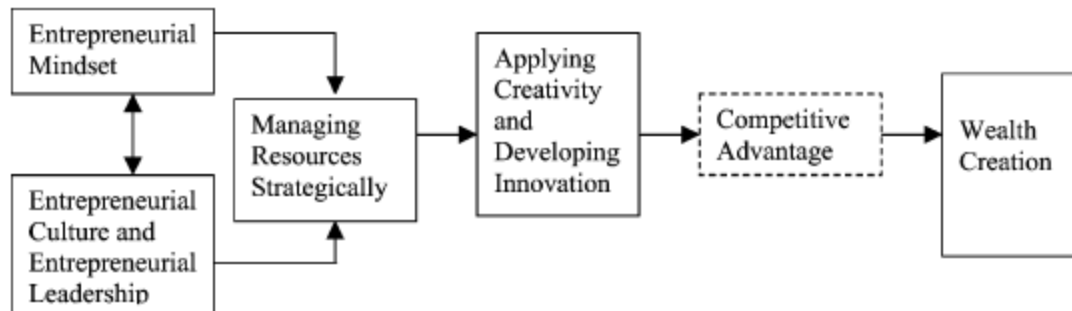 Entrepreneurial
Mindset
Entrepreneurial
Culture and
Entrepreneurial
Leadership
Managing
Resources
Strategically
Applying
Creativity
and
Developing
Innovation
Competitive
Advantage
Wealth
Creation